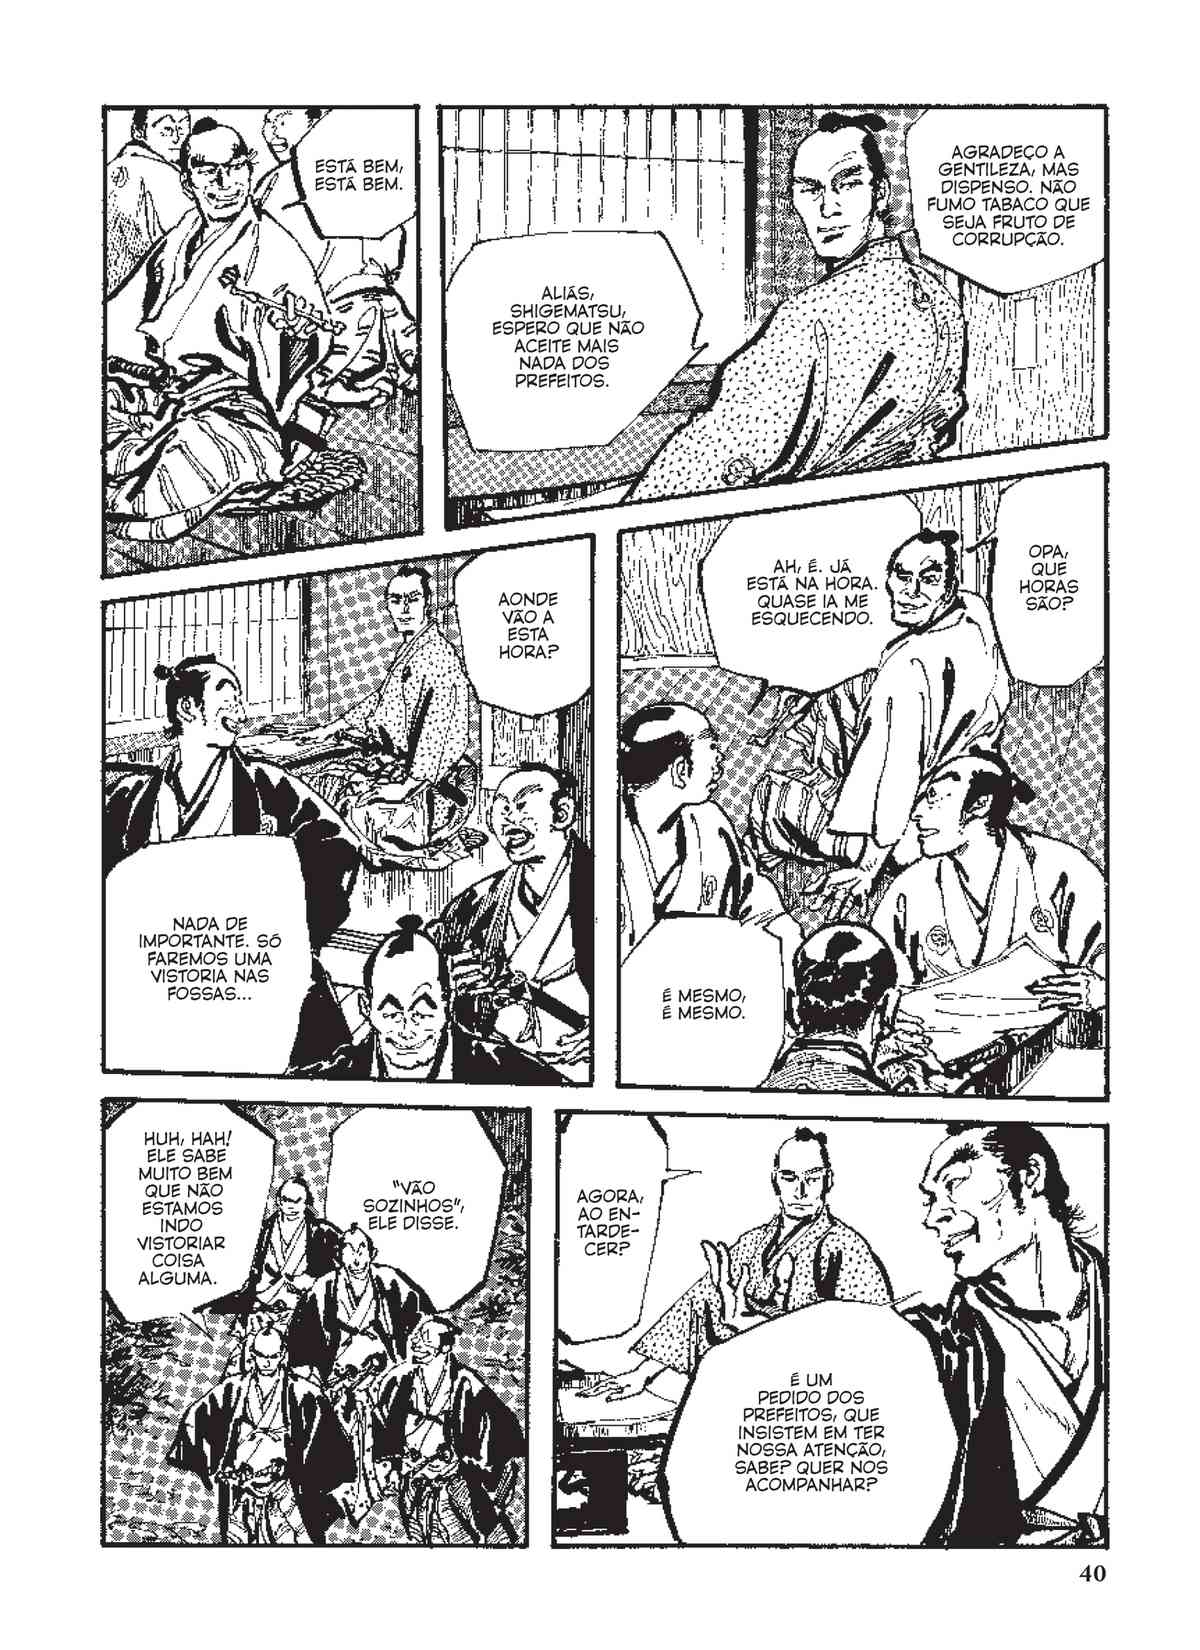 AGRADEÇO A
GENTILEZA, MAS
DISPENSO. NÃO
FUMO TABACO QUE
SEJA FRUTO DE
CORRUPÇÃO.
ALIÁS,
SHIGEMATSU,
ESPERO QUE NÃO
ACEITE MAIS
NADA DOS
PREFEITOS.
ESTÁ BEM,
ESTÁ BEM.
OPA,
QUE
HORAS
SÃO?
AH, É. JÁ
ESTÁ NA HORA.
QUASE IA ME
ESQUECENDO.
É MESMO,
É MESMO.
AONDE
VÃO A
ESTA
HORA?
NADA DE
IMPORTANTE. SÓ
FAREMOS UMA
VISTORIA NAS
FOSSAS...
AGORA,
AO EN-
TARDE-
CER?
É UM
PEDIDO DOS
PREFEITOS, QUE
INSISTEM EM TER
NOSSA ATENÇÃO,
SABE? QUER NOS
ACOMPANHAR?
“VÃO
SOZINHOS”,
ELE DISSE.
HUH, HAH!
ELE SABE
MUITO BEM
QUE NÃO
ESTAMOS
INDO
VISTORIAR
COISA
ALGUMA.
40